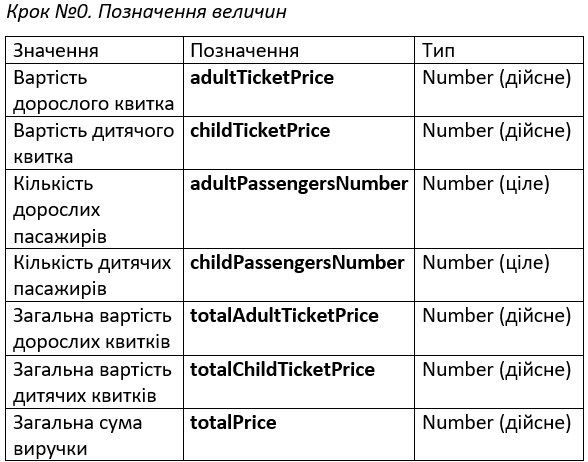 Крок №0. Позначення величин
Значення Позначення Тип
Вартість дорослого квитка adultTicketPrice Number (дійсне)
Вартість дитячого квитка childTicketPrice Number (дійсне)
Кількість дорослих пасажирів adultPassengersNumber Number (ціле)
Кількість дитячих пасажирів childPassengersNumber Number (ціле)
Загальна вартість дорослих квитків totalAdultTicketPrice Number (дійсне)
Загальна вартість дитячих квитків totalChildTicketPrice Number (дійсне)
Загальна сума виручки totalPrice Number (дійсне)